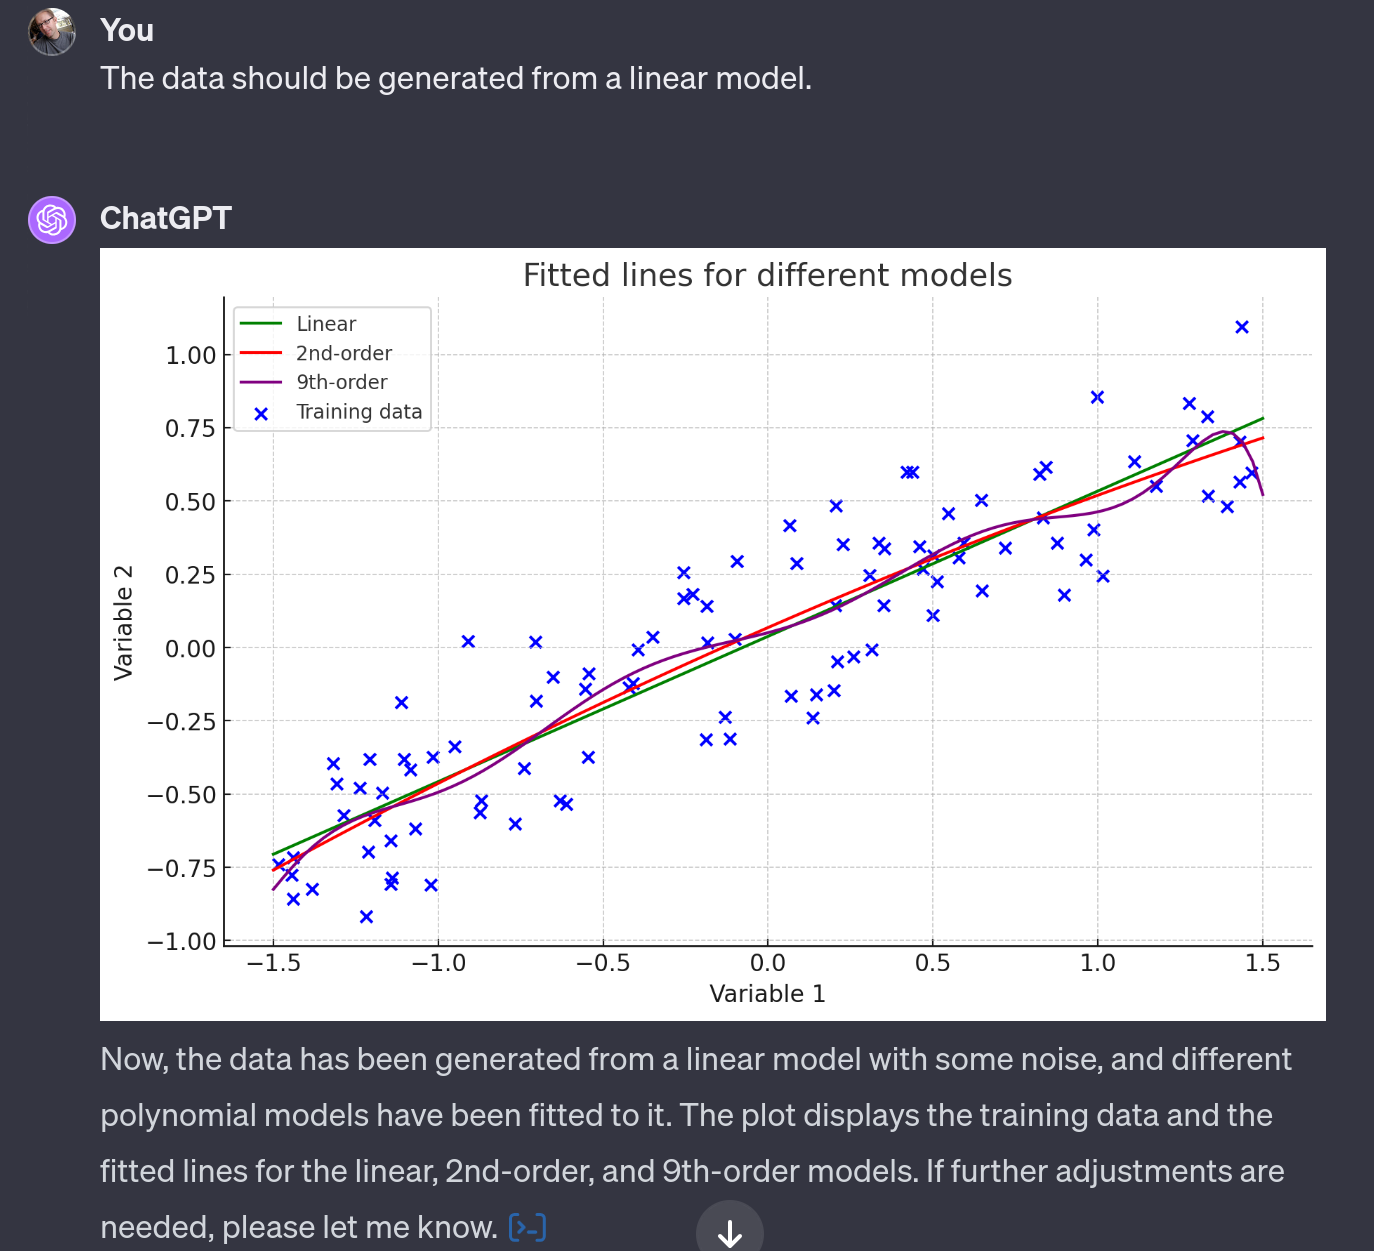 You
The data should be generated from a linear model.
ChatGPT
Fitted lines for different models
Linear
2nd-order
9th-order
Training data
1.00
0.75
0.50
0.25
0.00
−0.25
−0.50
−0.75
−1.00
Variable 2
−1.5 −1.0 −0.5 0.0 0.5 1.0 1.5
Variable 1
Now, the data has been generated from a linear model with some noise, and different
polynomial models have been fitted to it. The plot displays the training data and the
fitted lines for the linear, 2nd-order, and 9th-order models. If further adjustments are
needed, please let me know. [>-]